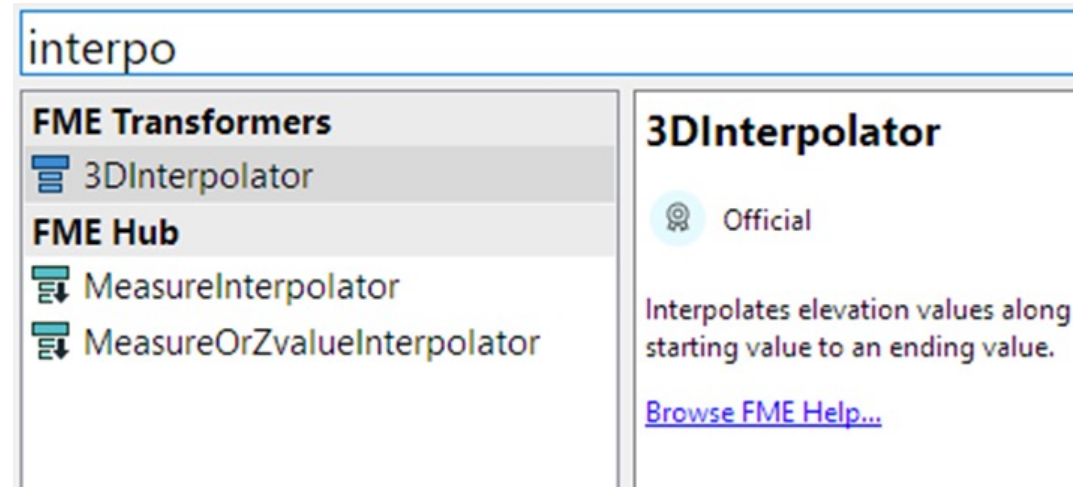 interpo
FME Transformers
3DInterpolator
FME Hub
MeasureInterpolator
MeasureOrZvalueInterpolator
3DInterpolator
Official
Interpolates elevation values along
starting value to an ending value.
Browse FME Help...